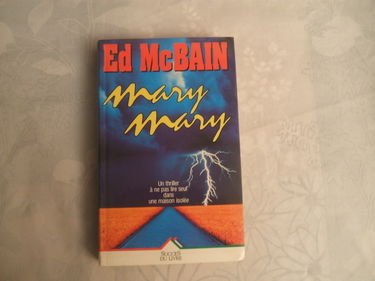 Ed McBAIN
Mary
Mary
Un thriller
à ne pas lire seul
dans
une maison isolée
SUCCÈS
DU LIVRE